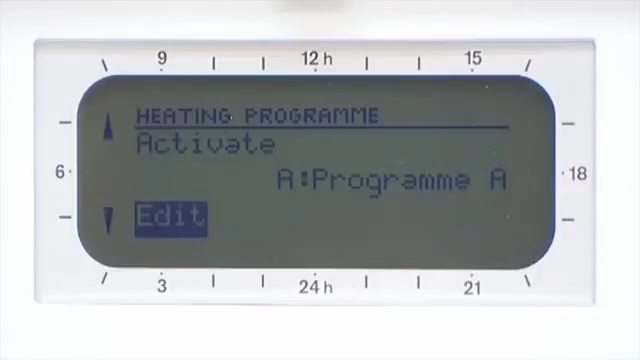 9 12 h 15
HEATING PROGRAMME
Activate
6 A:Programme A 18
Edit
3 24 h 21